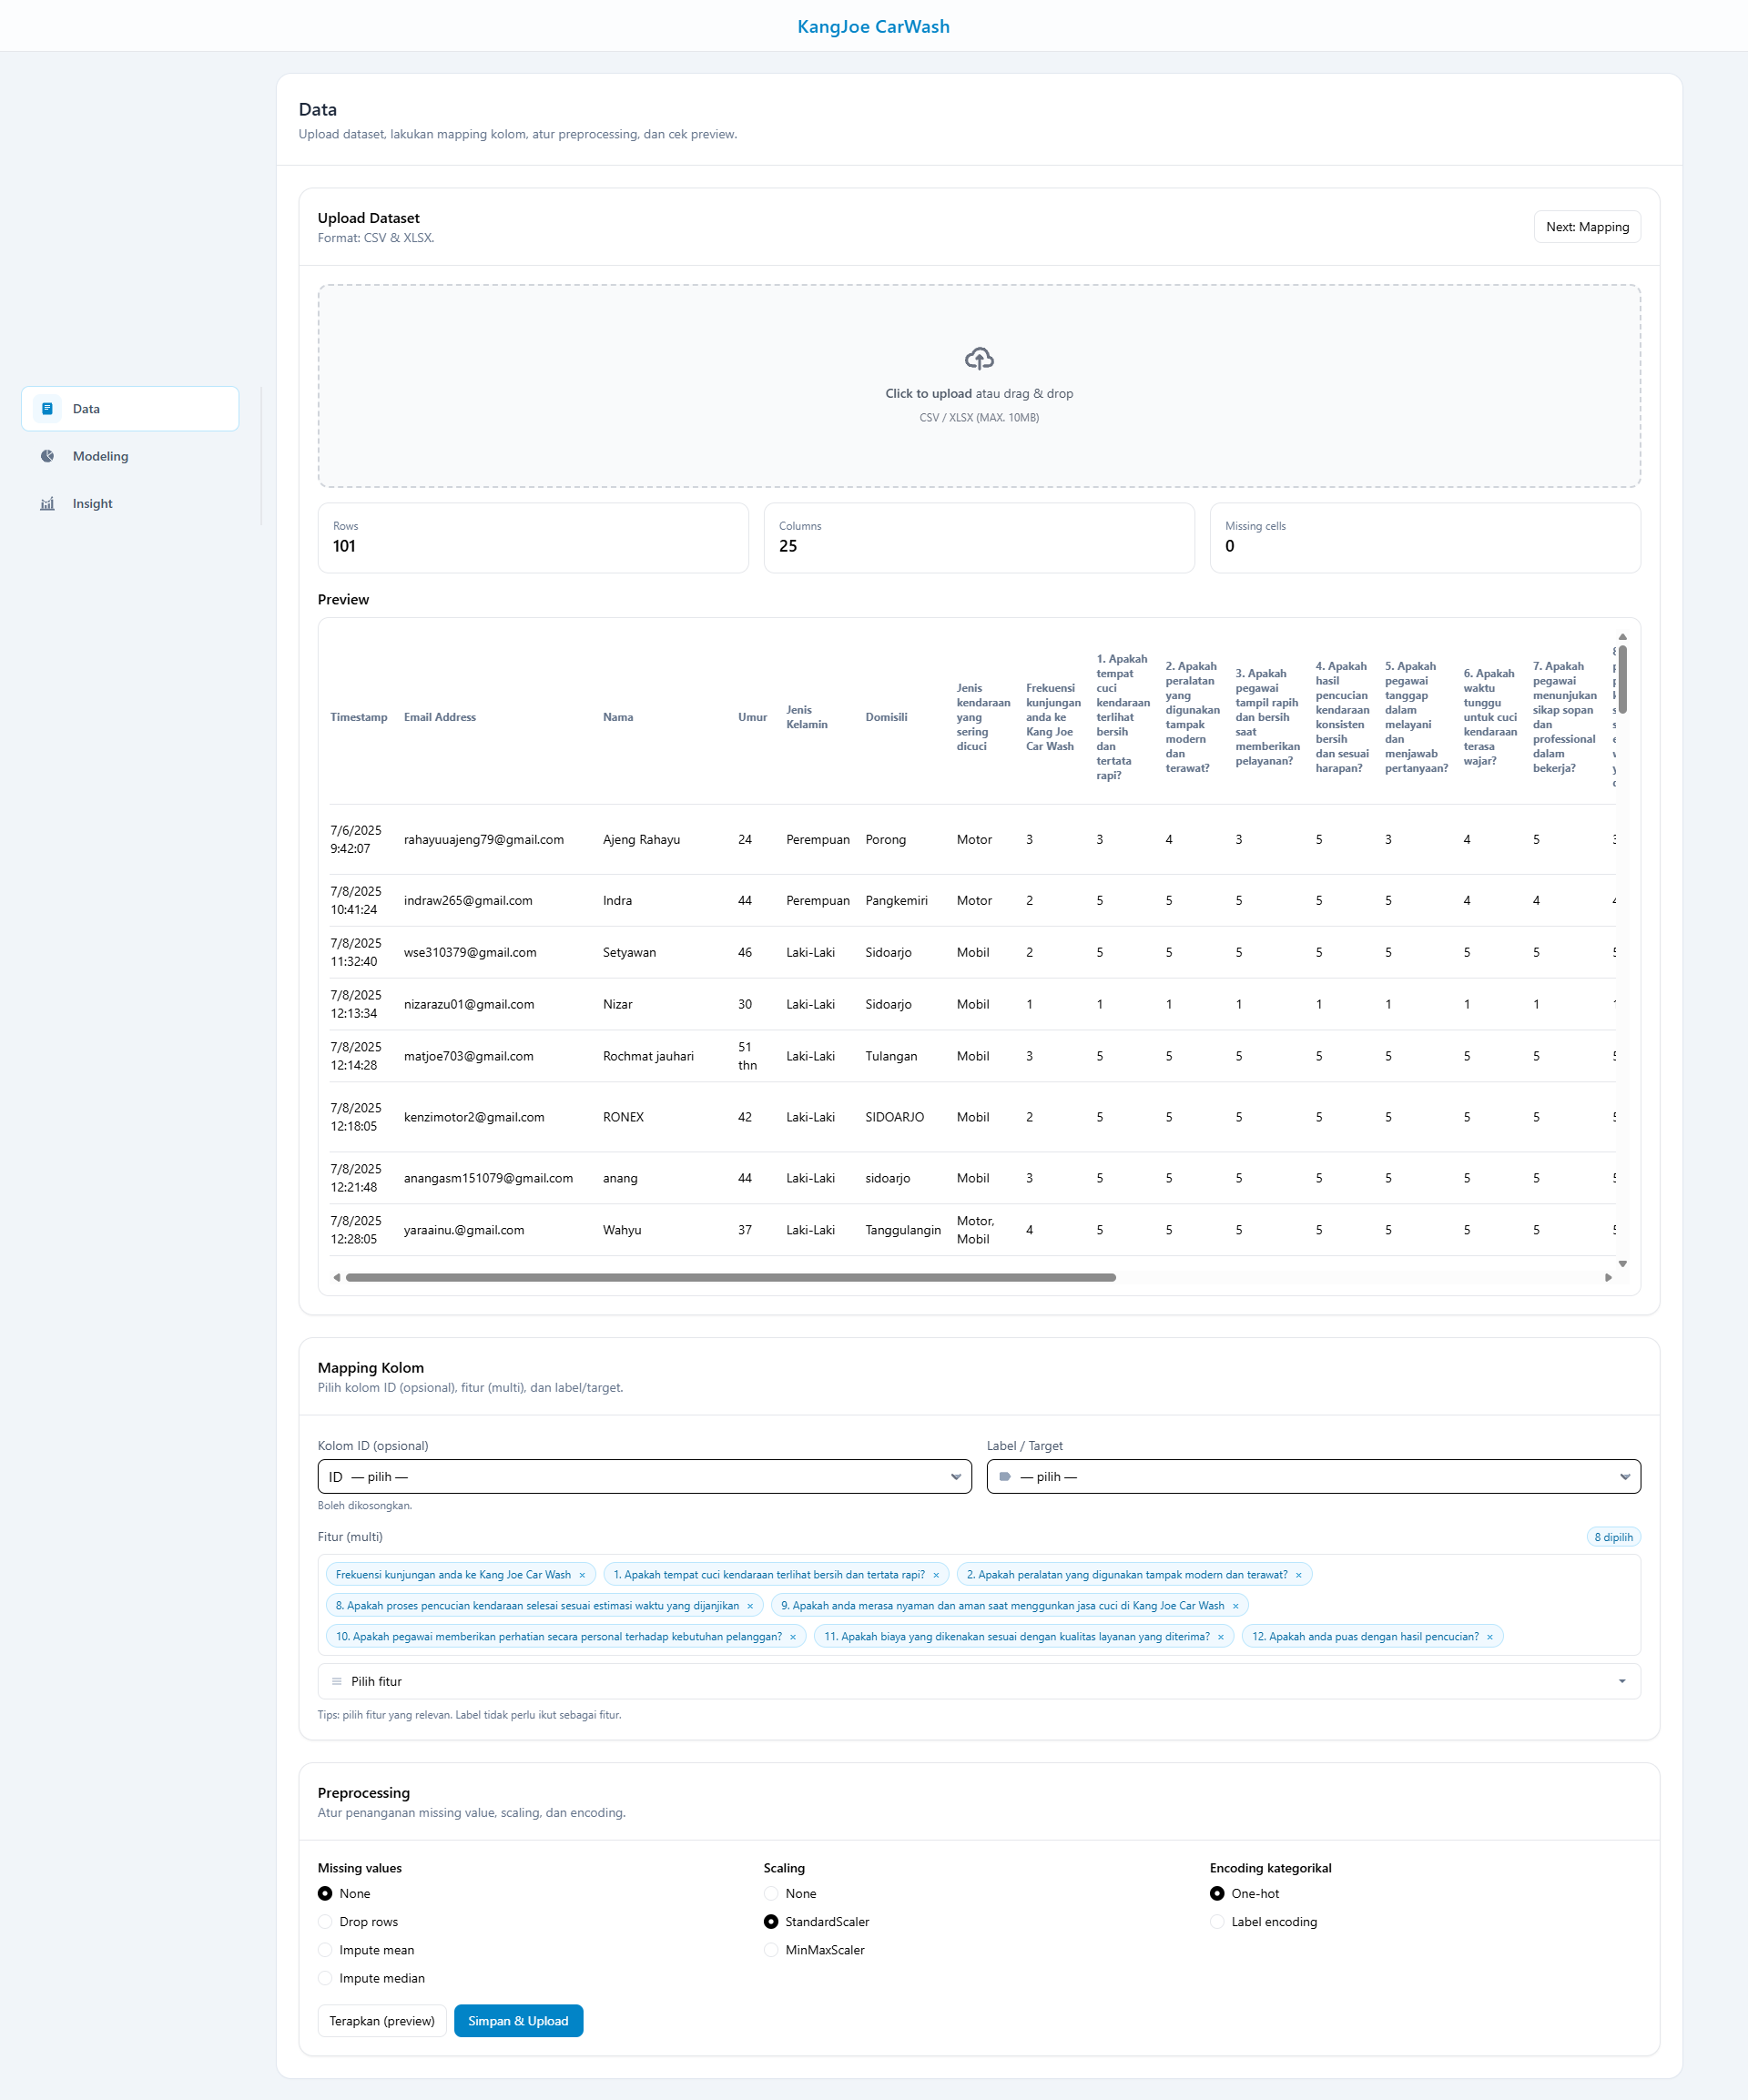 KangJoe CarWash
Data
Modeling
Insight
Data
Upload dataset, lakukan mapping kolom, atur preprocessing, dan cek preview.
Upload Dataset
Format: CSV & XLSX.
Next: Mapping
Click to upload atau drag & drop
CSV / XLSX (MAX. 10MB)
Rows
101
Columns
25
Missing cells
0
Preview
Timestamp Email Address Nama Umur Jenis Kelamin Domisili Jenis kendaraan yang sering dicuci Frekuensi kunjungan anda ke Kang Joe Car Wash 1. Apakah tempat cuci kendaraan terlihat bersih dan tertata rapi? 2. Apakah peralatan yang digunakan tampak modern dan terawat? 3. Apakah pegawai tampil rapih dan bersih saat memberikan pelayanan? 4. Apakah hasil pencucian kendaraan konsisten bersih dan sesuai harapan? 5. Apakah pegawai tanggap dalam melayani dan menjawab pertanyaan? 6. Apakah waktu tunggu untuk cuci kendaraan terasa wajar? 7. Apakah pegawai menunjukan sikap sopan dan professional dalam bekerja?
7/6/2025 9:42:07 rahayuuajeng79@gmail.com Ajeng Rahayu 24 Perempuan Porong Motor 3 3 4 3 5 3 4 5
7/8/2025 10:41:24 indraw265@gmail.com Indra 44 Perempuan Pangkemiri Motor 2 5 5 5 5 5 4 4
7/8/2025 11:32:40 wse310379@gmail.com Setyawan 46 Laki-Laki Sidoarjo Mobil 2 5 5 5 5 5 5 5
7/8/2025 12:13:34 nizarazu01@gmail.com Nizar 30 Laki-Laki Sidoarjo Mobil 1 1 1 1 1 1 1 1
7/8/2025 12:14:28 matjoe703@gmail.com Rochmat jauhari 51 thn Laki-Laki Tulangan Mobil 3 5 5 5 5 5 5 5
7/8/2025 12:18:05 kenzimotor2@gmail.com RONEX 42 Laki-Laki SIDOARJO Mobil 2 5 5 5 5 5 5 5
7/8/2025 12:21:48 anangasm151079@gmail.com anang 44 Laki-Laki sidoarjo Mobil 3 5 5 5 5 5 5 5
7/8/2025 12:28:05 yaraainu.@gmail.com Wahyu 37 Laki-Laki Tanggulangin Motor, Mobil 4 5 5 5 5 5 5 5
Mapping Kolom
Pilih kolom ID (opsional), fitur (multi), dan label/target.
Kolom ID (opsional)
ID — pilih —
Boleh dikosongkan.
Label / Target
— pilih —
Fitur (multi)
8 dipilih
Frekuensi kunjungan anda ke Kang Joe Car Wash × 1. Apakah tempat cuci kendaraan terlihat bersih dan tertata rapi? × 2. Apakah peralatan yang digunakan tampak modern dan terawat? ×
8. Apakah proses pencucian kendaraan selesai sesuai estimasi waktu yang dijanjikan × 9. Apakah anda merasa nyaman dan aman saat menggunkan jasa cuci di Kang Joe Car Wash ×
10. Apakah pegawai memberikan perhatian secara personal terhadap kebutuhan pelanggan? × 11. Apakah biaya yang dikenakan sesuai dengan kualitas layanan yang diterima? × 12. Apakah anda puas dengan hasil pencucian? ×
Pilih fitur
Tips: pilih fitur yang relevan. Label tidak perlu ikut sebagai fitur.
Preprocessing
Atur penanganan missing value, scaling, dan encoding.
Missing values
None
Drop rows
Impute mean
Impute median
Scaling
None
StandardScaler
MinMaxScaler
Encoding kategorikal
One-hot
Label encoding
Terapkan (preview)
Simpan & Upload